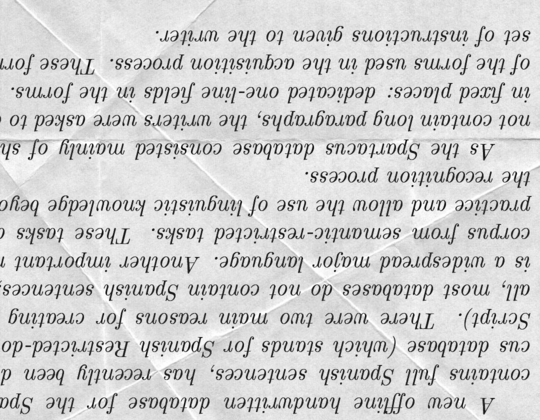 A new offline handwritten database for the Spa
contains full Spanish sentences, has recently been d
cus database (which stands for Spanish Restricted-do
Script). There were two main reasons for creating
all, most databases do not contain Spanish sentences,
is a widespread major language. Another important
corpus from semantic-restricted tasks. These tasks
practice and allow the use of linguistic knowledge beyo
the recognition process.
As the Spartacus database consisted mainly of sh
not contain long paragraphs, the writers were asked to
in fixed places: dedicated one-line fields in the forms.
of the forms used in the acquisition process. These form
set of instructions given to the writer.